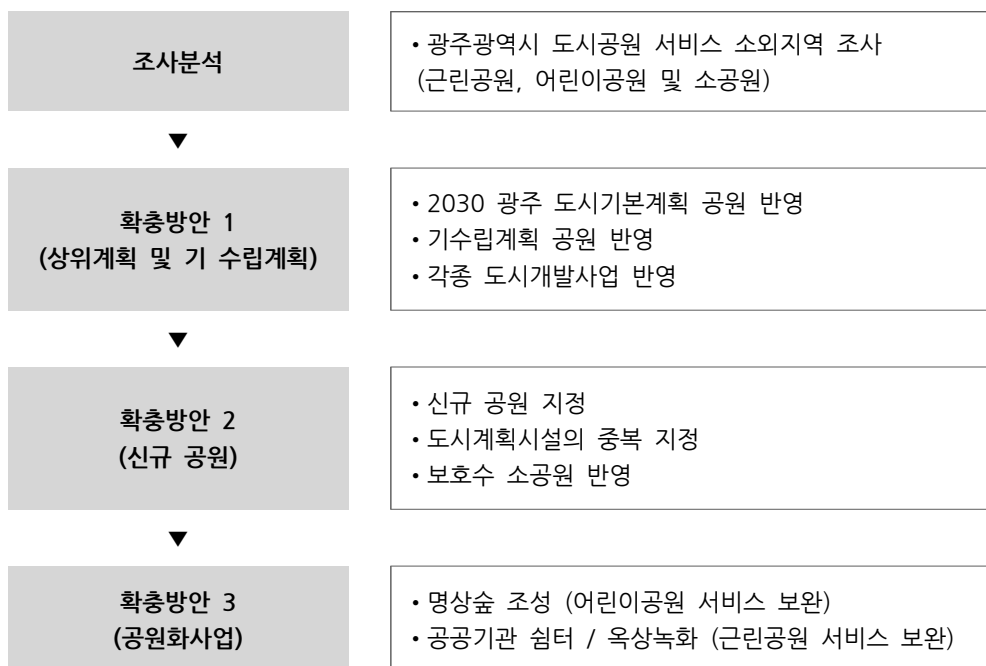 조사분석
• 광주광역시 도시공원 서비스 소외지역 조사
(근린공원, 어린이공원 및 소공원)
▼
확충방안 1
(상위계획 및 기 수립계획)
• 2030 광주 도시기본계획 공원 반영
• 기수립계획 공원 반영
• 각종 도시개발사업 반영
▼
확충방안 2
(신규 공원)
• 신규 공원 지정
• 도시계획시설의 중복 지정
• 보호수 소공원 반영
▼
확충방안 3
(공원화사업)
• 명상숲 조성 (어린이공원 서비스 보완)
• 공공기관 쉼터 / 옥상녹화 (근린공원 서비스 보완)